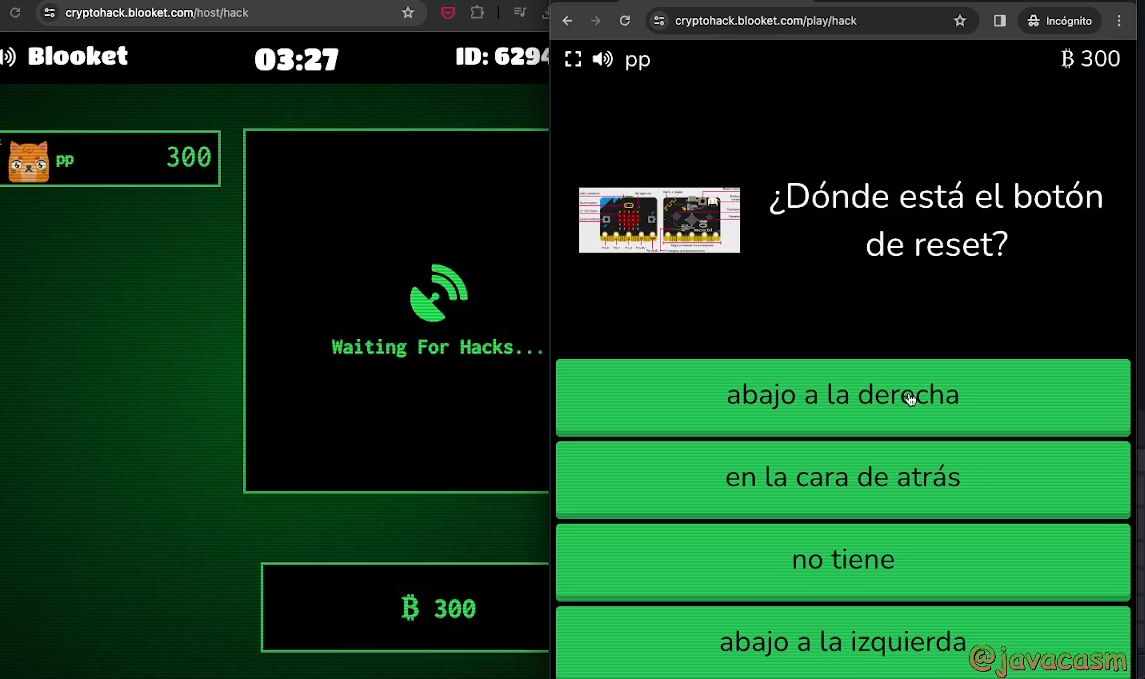 cryptohack.blooket.com/host/hack
Blooket
03:27
ID: 6294
pp
300
Waiting For Hacks...
₿ 300
cryptohack.blooket.com/play/hack
Incógnito
pp
₿ 300
¿Dónde está el botón
de reset?
abajo a la derecha
en la cara de atrás
no tiene
abajo a la izquierda
@javacasm